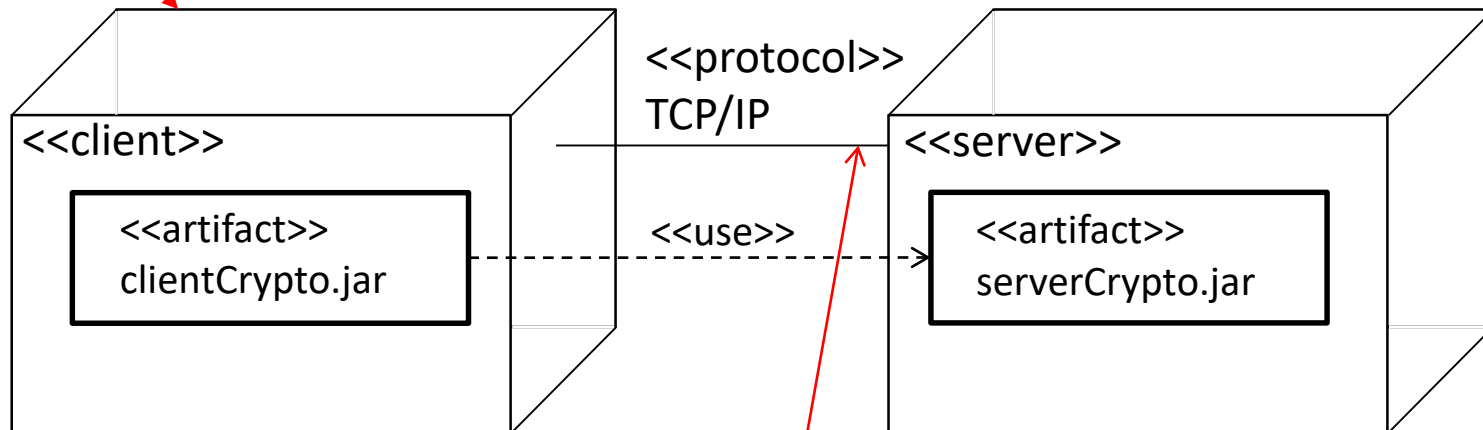 <<protocol>>
TCP/IP
<<client>>
<<server>>
<<artifact>>
clientCrypto.jar
<<use>>
<<artifact>>
serverCrypto.jar